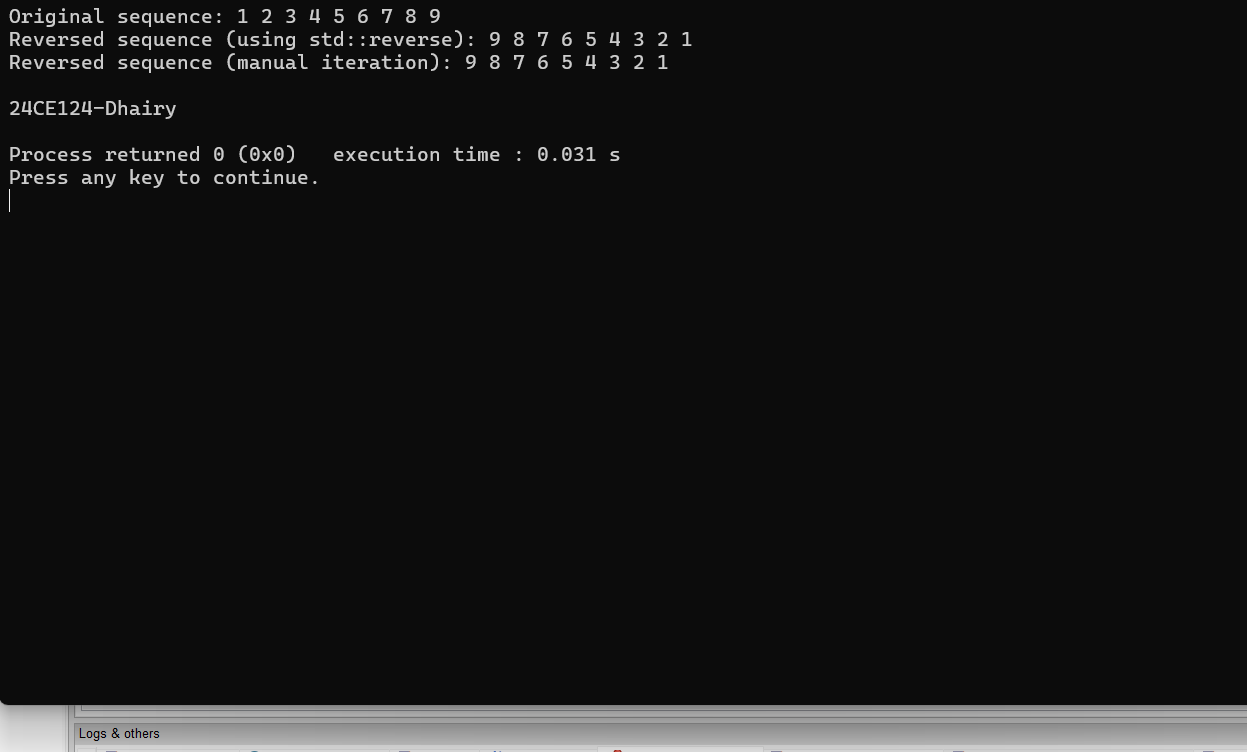 Original sequence: 1 2 3 4 5 6 7 8 9
Reversed sequence (using std::reverse): 9 8 7 6 5 4 3 2 1
Reversed sequence (manual iteration): 9 8 7 6 5 4 3 2 1
24CE124-Dhairy
Process returned 0 (0x0)   execution time : 0.031 s
Press any key to continue.
Logs & others